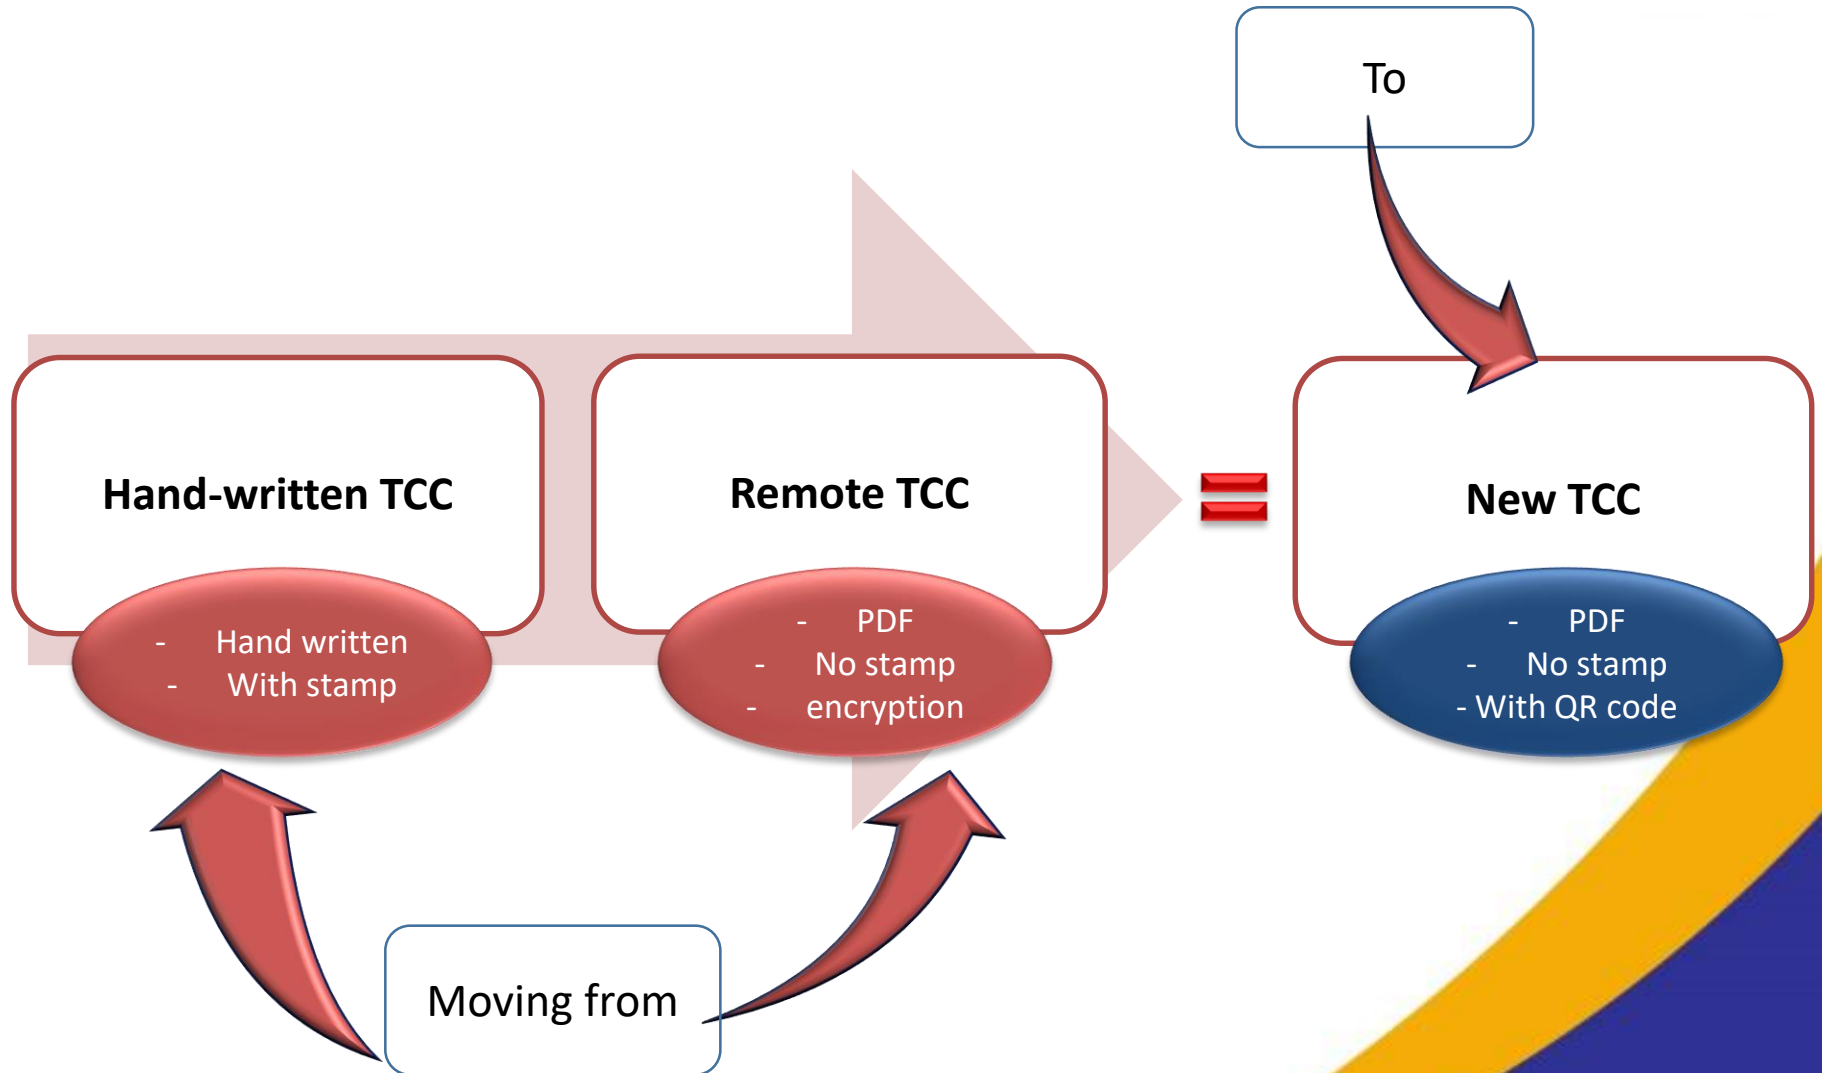 To
Hand-written TCC
- Hand written
- With stamp
Remote TCC
- PDF
- No stamp
- encryption
=
New TCC
- PDF
- No stamp
- With QR code
Moving from